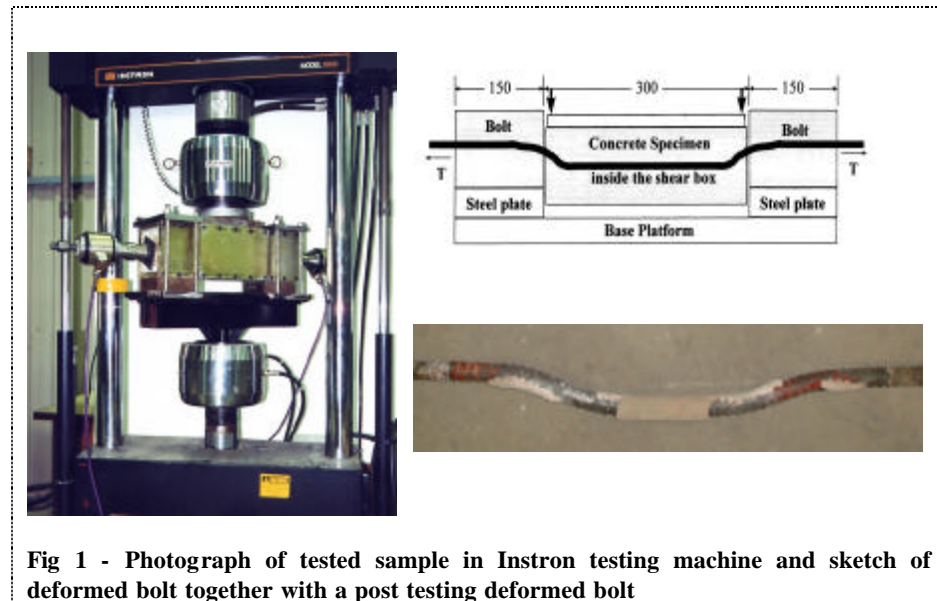 INSTRON
MODEL
150
300
150
Bolt
Concrete Specimen
Bolt
T
inside the shear box
T
Steel plate
Steel plate
Base Platform
Fig 1 - Photograph of tested sample in Instron testing machine and sketch of
deformed bolt together with a post testing deformed bolt